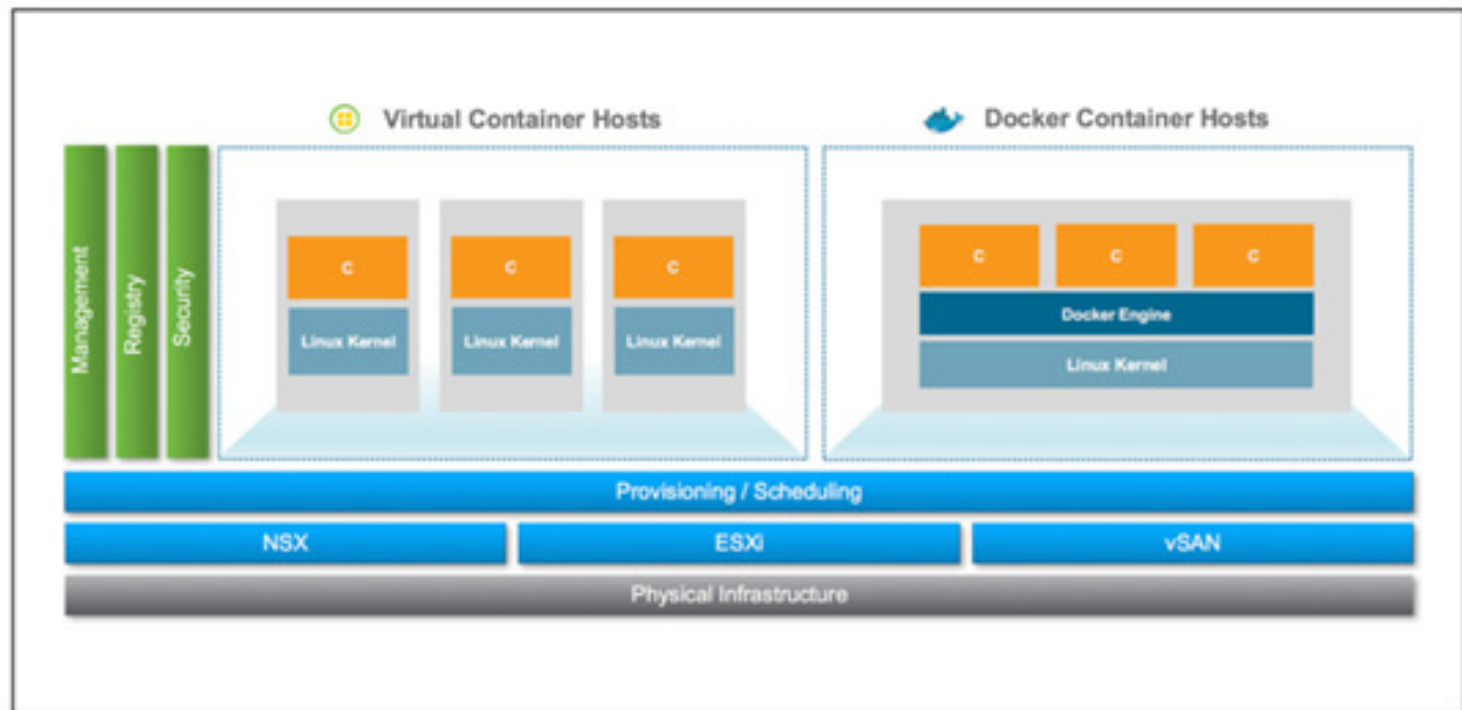 Virtual Container Hosts
Docker Container Hosts
Management
Registry
Security
C
C
C
Linux Kernel
Linux Kernel
Linux Kernel
C
C
C
Docker Engine
Linux Kernel
Provisioning / Scheduling
NSX
ESXi
vSAN
Physical Infrastructure